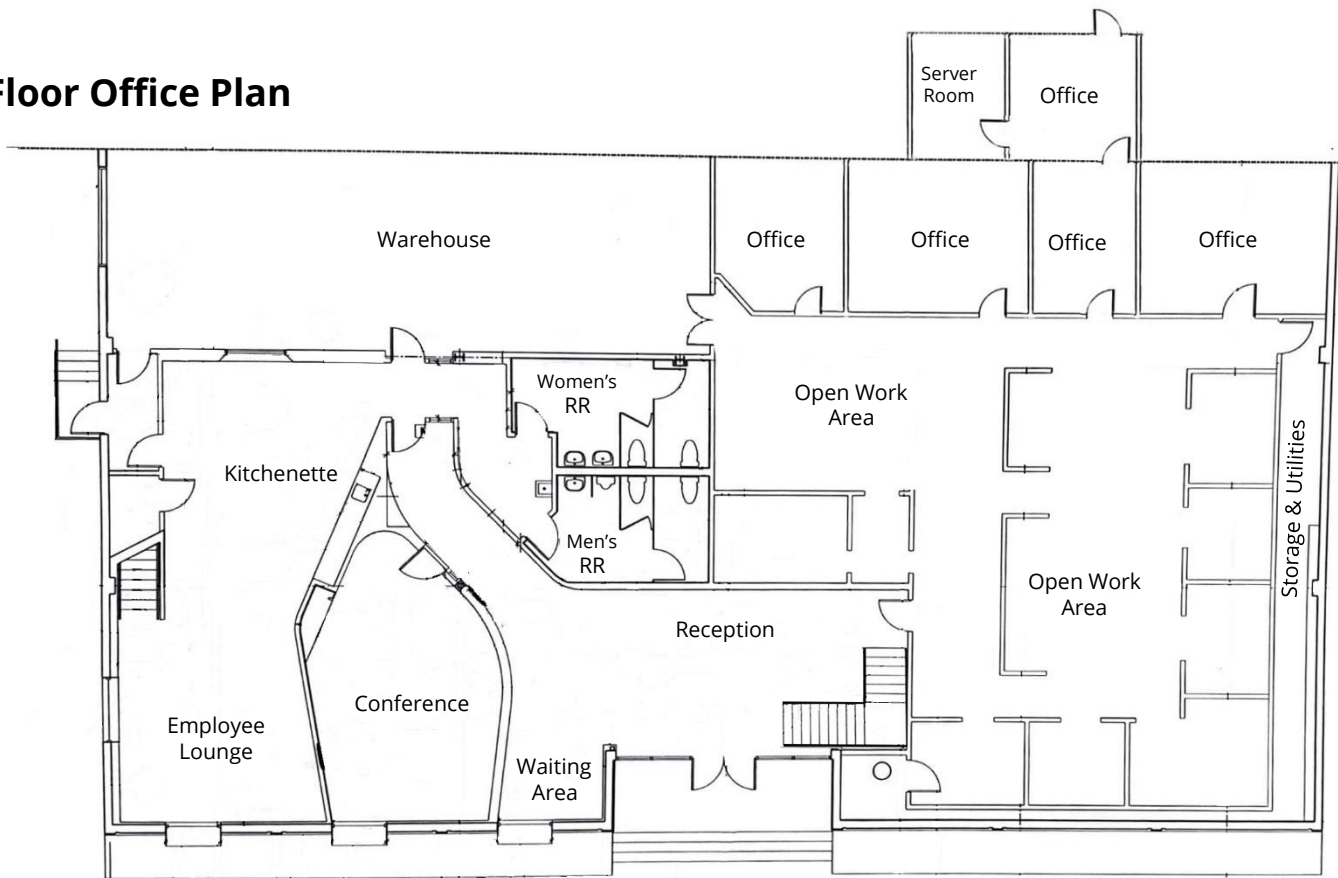 Floor Office Plan
Server
Room
Office
Warehouse
Office
Office
Office
Office
Women's
RR
Open Work
Area
Kitchenette
Storage & Utilities
Men's
RR
Open Work
Area
Reception
Conference
Employee
Lounge
Waiting
Area